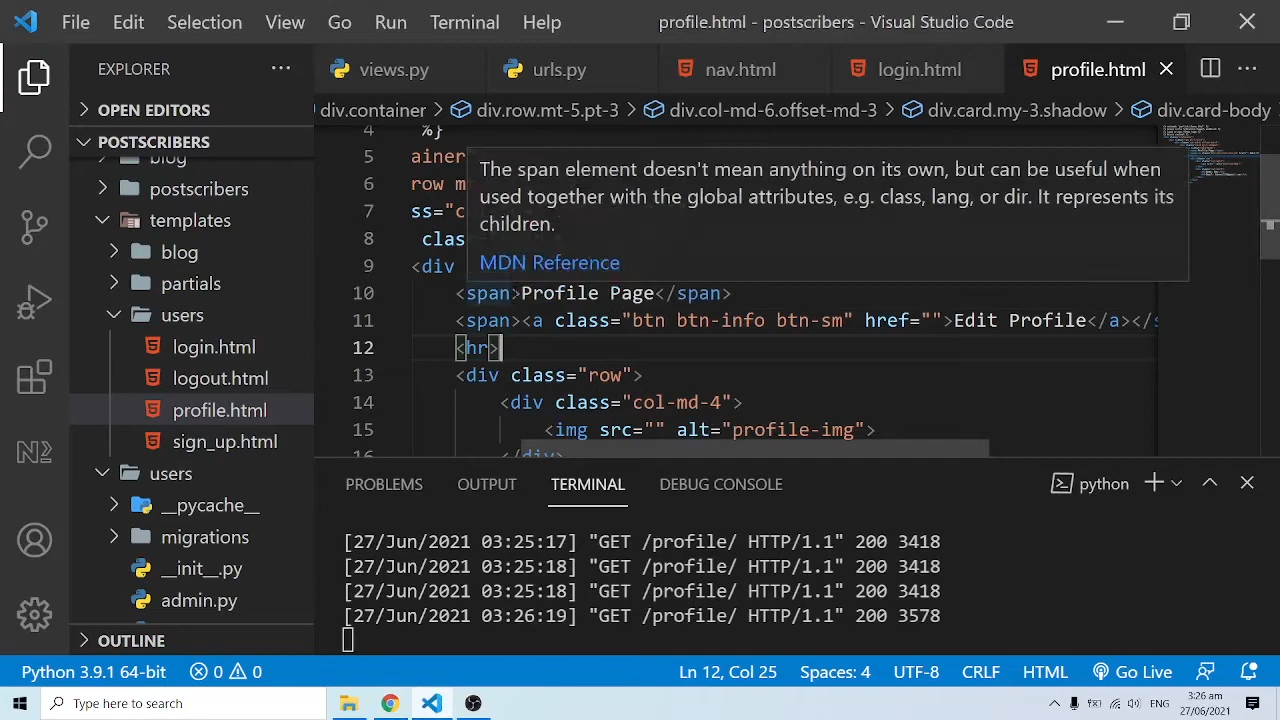 File Edit Selection View Go Run Terminal Help profile.html - postscribers - Visual Studio Code
EXPLORER
views.py urls.py nav.html login.html profile.html
OPEN EDITORS
POSTSCRIBERS
blog
postscribers
templates
blog
partials
users
login.html
logout.html
profile.html
sign_up.html
users
__pycache__
migrations
__init__.py
admin.py
OUTLINE
div.container div.row.mt-5.pt-3 div.col-md-6.offset-md-3 div.card.my-3.shadow div.card-body
4 %}
5 ainer
6 row m
7 ss="c
8 clas
9 <div
The span element doesn't mean anything on its own, but can be useful when
used together with the global attributes, e.g. class, lang, or dir. It represents its
children.
MDN Reference
10 <span>Profile Page</span>
11 <span><a class="btn btn-info btn-sm" href="">Edit Profile</a></s
12 <hr>
13 <div class="row">
14 <div class="col-md-4">
15 <img src="" alt="profile-img">
16 </div>
PROBLEMS OUTPUT TERMINAL DEBUG CONSOLE python
[27/Jun/2021 03:25:17] "GET /profile/ HTTP/1.1" 200 3418
[27/Jun/2021 03:25:18] "GET /profile/ HTTP/1.1" 200 3418
[27/Jun/2021 03:25:18] "GET /profile/ HTTP/1.1" 200 3418
[27/Jun/2021 03:26:19] "GET /profile/ HTTP/1.1" 200 3578
Python 3.9.1 64-bit 0 0 Ln 12, Col 25 Spaces: 4 UTF-8 CRLF HTML Go Live
Type here to search
ENG
3:26 am
27/06/2021